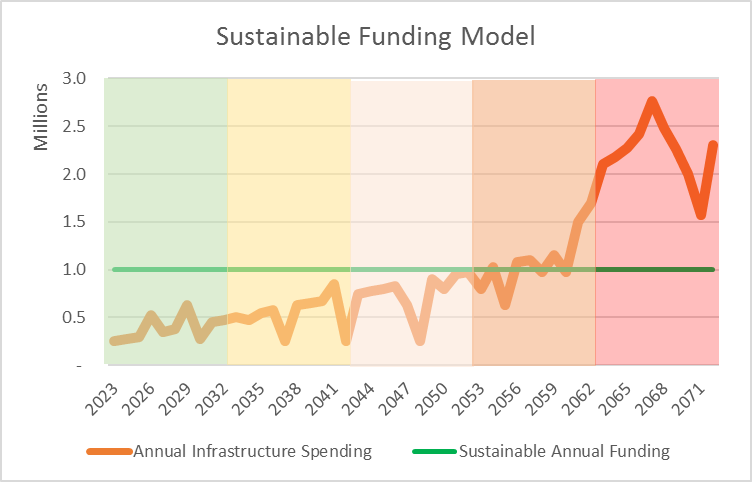 Sustainable Funding Model
Millions
3.0
2.5
2.0
1.5
1.0
0.5
-
2023 2026 2029 2032 2035 2038 2041 2044 2047 2050 2053 2056 2059 2062 2065 2068 2071
Annual Infrastructure Spending Sustainable Annual Funding